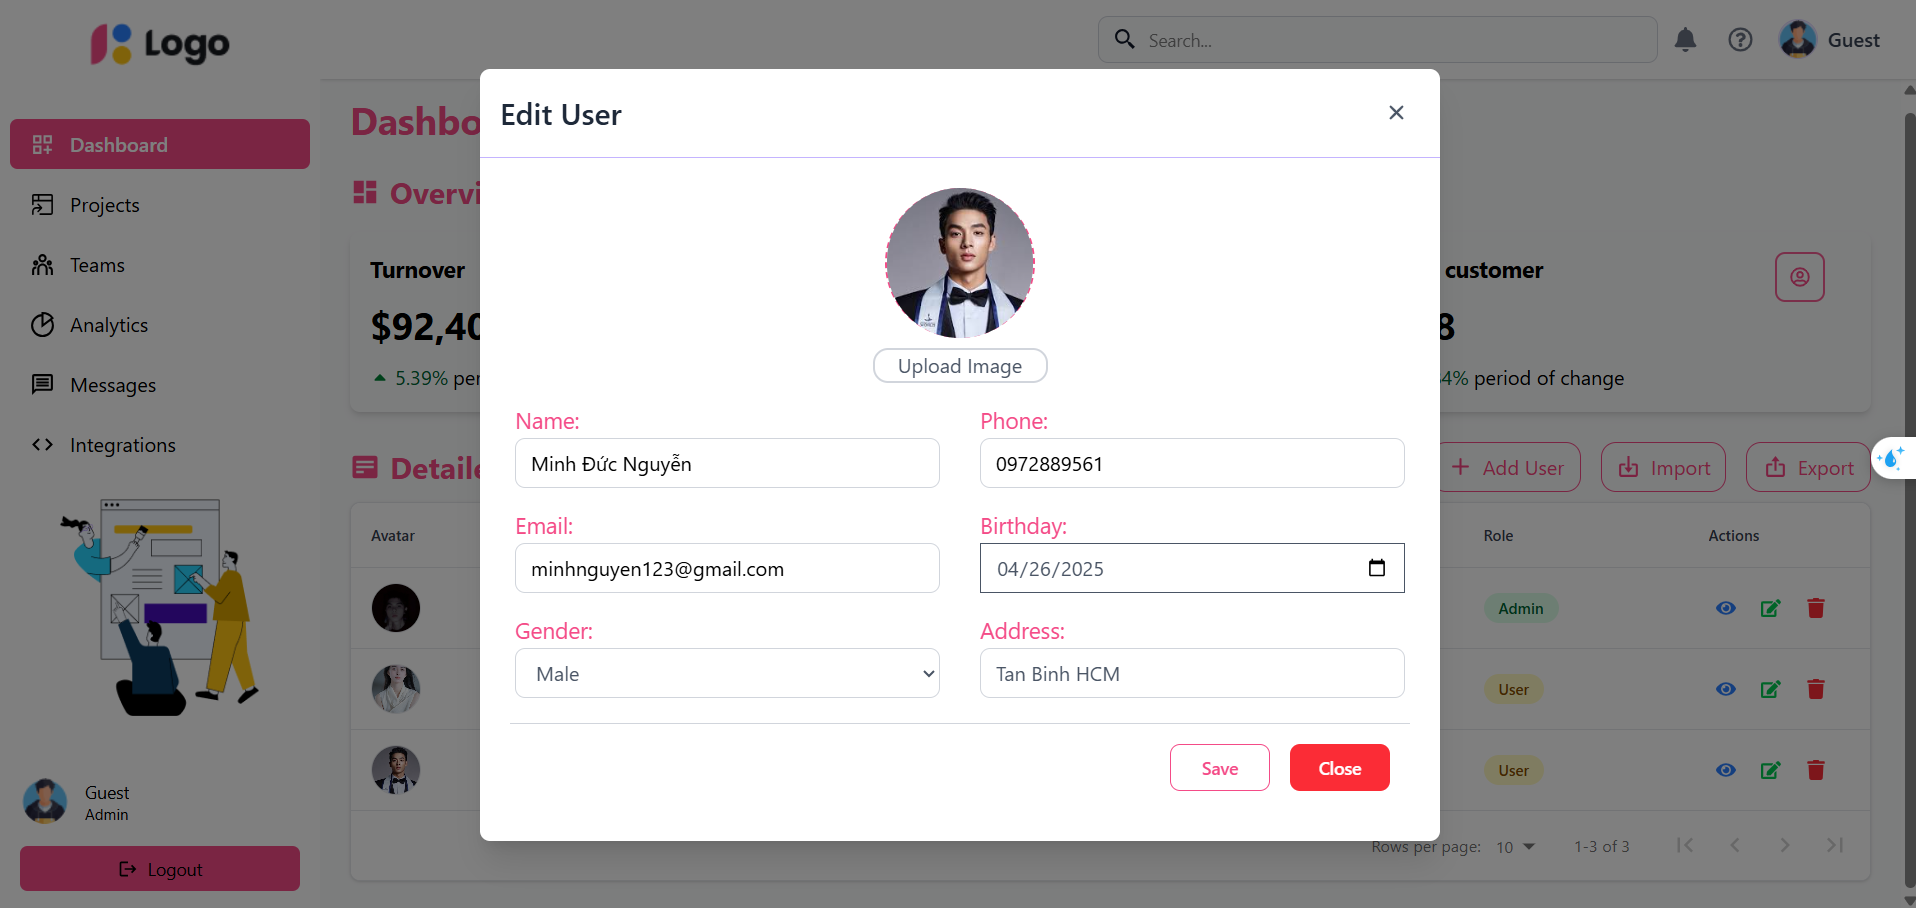 Logo
Search...
Guest
Dashboard
Projects
Teams
Analytics
Messages
Integrations
Guest
Admin
Logout
Dashbo
Overvi
Turnover
$92,40
5.39% per
customer
8
4% period of change
Detaile
Add User
Import
Export
Avatar
Role
Actions
Admin
User
User
Rows per page: 10
1-3 of 3
Edit User
Upload Image
Name:
Minh Đức Nguyễn
Phone:
0972889561
Email:
minhnguyen123@gmail.com
Birthday:
04/26/2025
Gender:
Male
Address:
Tan Binh HCM
Save
Close